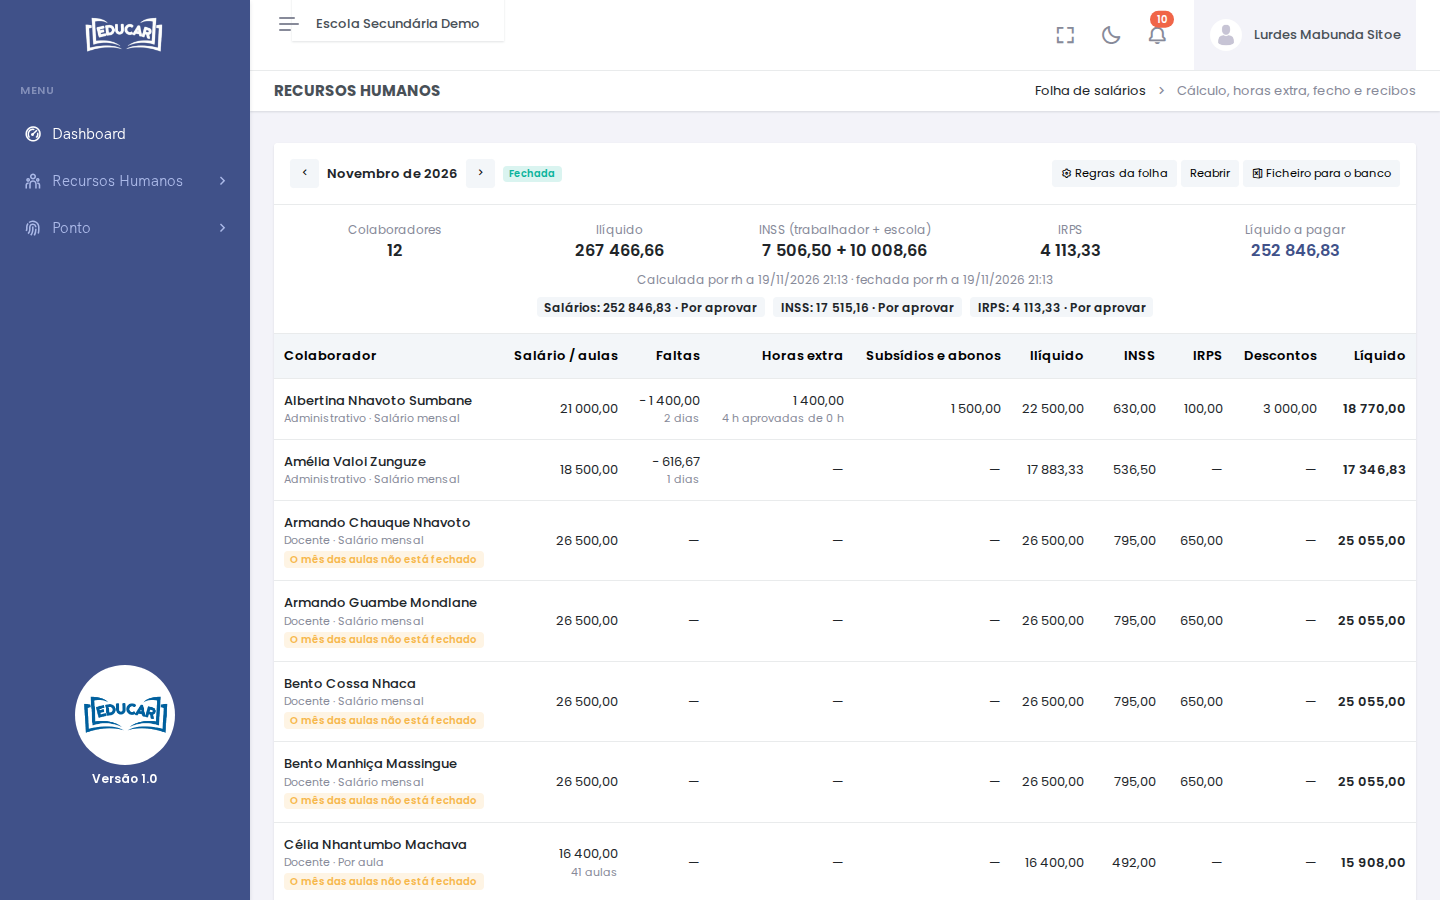 EDUCAR
Escola Secundária Demo
10
Lurdes Mabunda Sitoe
MENU
Dashboard
Recursos Humanos
Ponto
EDUCAR
Versão 1.0
RECURSOS HUMANOS
Folha de salários > Cálculo, horas extra, fecho e recibos
Novembro de 2026 Fechada
Regras da folha Reabrir Ficheiro para o banco
Colaboradores Ilíquido INSS (trabalhador + escola) IRPS Líquido a pagar
12 267 466,66 7 506,50 + 10 008,66 4 113,33 252 846,83
Calculada por rh a 19/11/2026 21:13 · fechada por rh a 19/11/2026 21:13
Salários: 252 846,83 · Por aprovar INSS: 17 515,16 · Por aprovar IRPS: 4 113,33 · Por aprovar
Colaborador Salário / aulas Faltas Horas extra Subsídios e abonos Ilíquido INSS IRPS Descontos Líquido
Albertina Nhavoto Sumbane 21 000,00 - 1 400,00 1 400,00 1 500,00 22 500,00 630,00 100,00 3 000,00 18 770,00
Administrativo · Salário mensal 2 dias 4 h aprovadas de 0 h
Amélia Valoi Zunguze 18 500,00 - 616,67 — — 17 883,33 536,50 — — 17 346,83
Administrativo · Salário mensal 1 dias
Armando Chauque Nhavoto
Docente · Salário mensal 26 500,00 — — — 26 500,00 795,00 650,00 — 25 055,00
O mês das aulas não está fechado
Armando Guambe Mondlane
Docente · Salário mensal 26 500,00 — — — 26 500,00 795,00 650,00 — 25 055,00
O mês das aulas não está fechado
Bento Cossa Nhaca
Docente · Salário mensal 26 500,00 — — — 26 500,00 795,00 650,00 — 25 055,00
O mês das aulas não está fechado
Bento Manhiça Massingue
Docente · Salário mensal 26 500,00 — — — 26 500,00 795,00 650,00 — 25 055,00
O mês das aulas não está fechado
Célia Nhantumbo Machava
Docente · Por aula 16 400,00 — — — 16 400,00 492,00 — — 15 908,00
O mês das aulas não está fechado 41 aulas